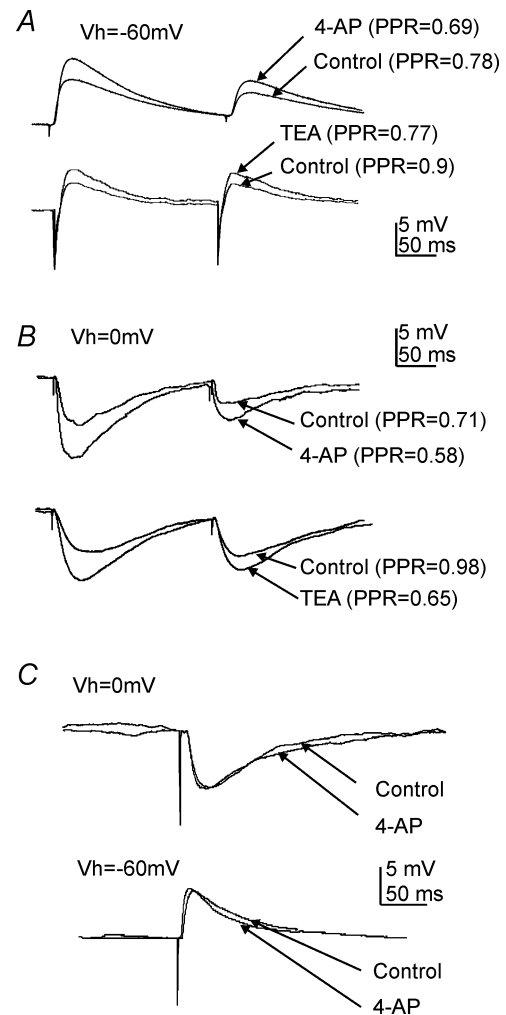 A
Vh=-60mV
4-AP (PPR=0.69)
Control (PPR=0.78)
TEA (PPR=0.77)
Control (PPR=0.9)
5 mV
50 ms
B
Vh=0mV
5 mV
50 ms
Control (PPR=0.71)
4-AP (PPR=0.58)
Control (PPR=0.98)
TEA (PPR=0.65)
C
Vh=0mV
Control
4-AP
Vh=-60mV
5 mV
50 ms
Control
4-AP